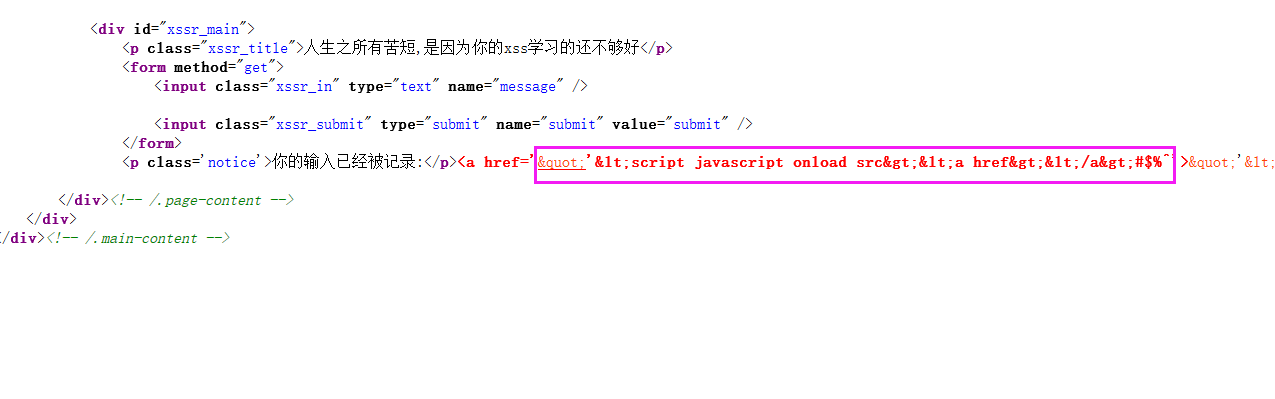 <div id="xssr_main">
<p class="xssr_title">人生之所有苦短,是因为你的xss学习的还不够好</p>
<form method="get">
<input class="xssr_in" type="text" name="message" />
<input class="xssr_submit" type="submit" name="submit" value="submit" />
</form>
<p class='notice'>你的输入已经被记录:</p><a href='&quot;'&lt;script javascript onload src&gt;&lt;a href&gt;&lt;/a&gt;#$%^'>&quot;'&lt;
</div><!-- /.page-content -->
</div>
/div><!-- /.main-content -->